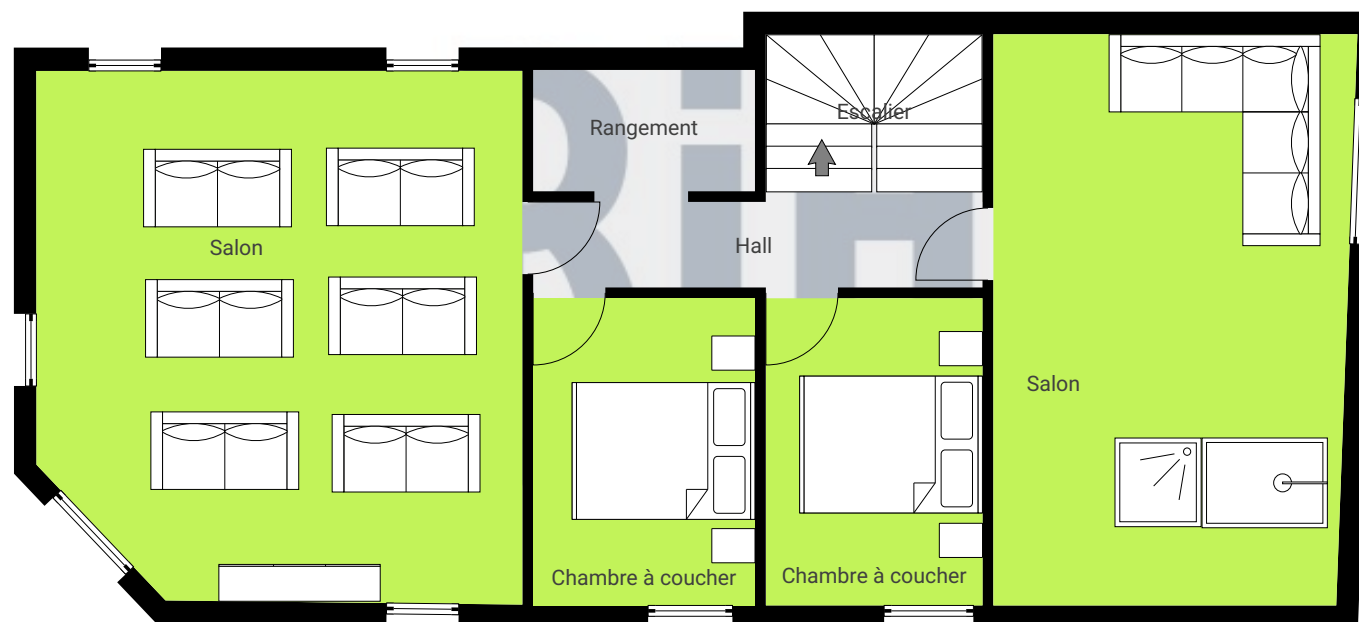 Rangement
Escalier
Salon
Hall
Salon
Chambre à coucher
Chambre à coucher